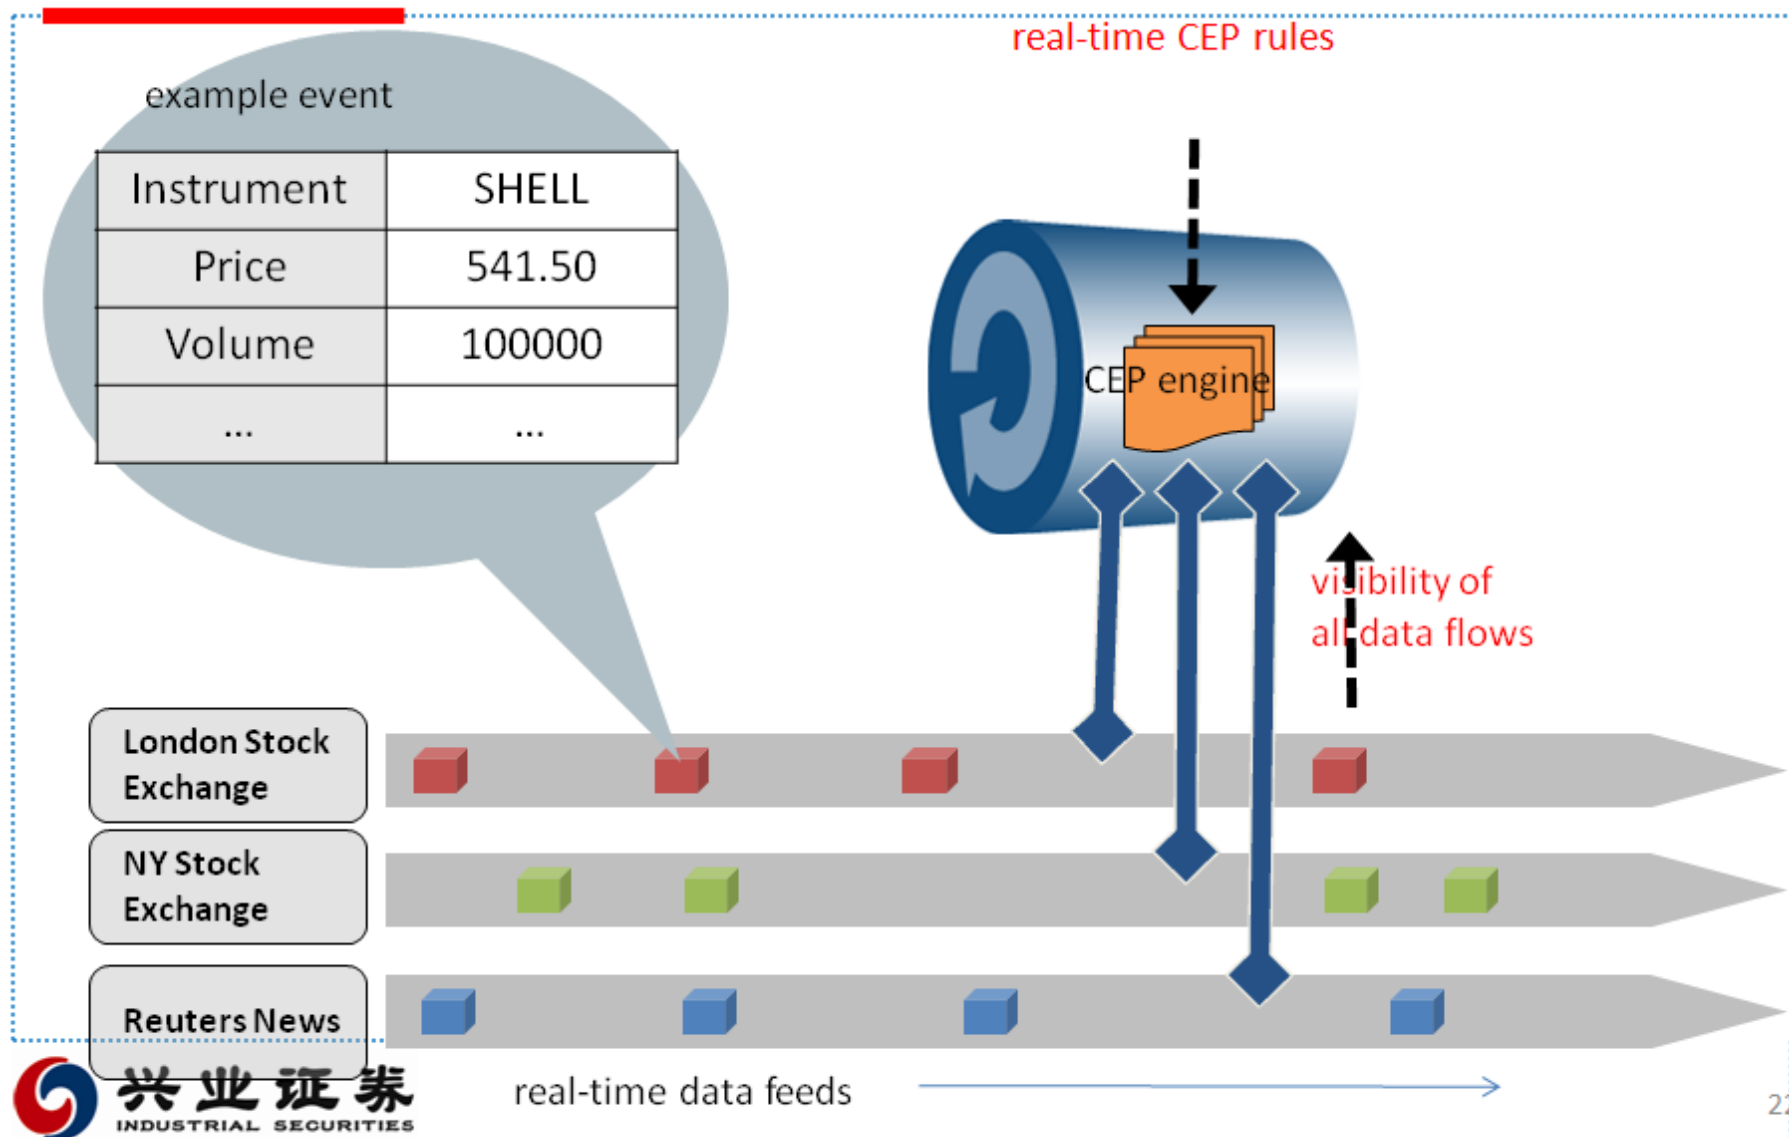 real-time CEP rules
example event
Instrument SHELL
Price 541.50
Volume 100000
... ...
CEP engine
visibility of
all data flows
London Stock
Exchange
NY Stock
Exchange
Reuters News
real-time data feeds
兴业证券
INDUSTRIAL SECURITIES
22